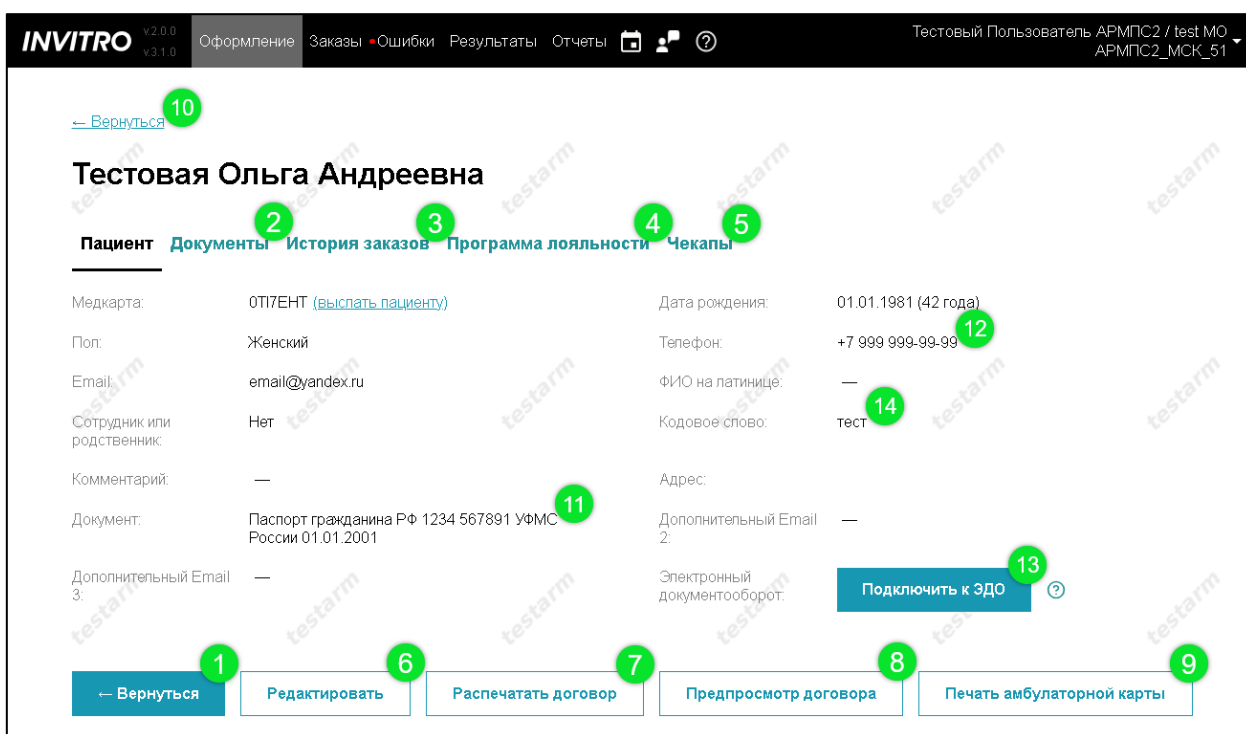 INVITRO v.2.0.0 v.3.1.0 Оформление Заказы •Ошибки Результаты Отчеты Тестовый Пользователь АРМПС2 / test МО
АРМПС2_МСК_51
← Вернуться 10
Тестовая Ольга Андреевна
Пациент Документы 2 История заказов 3 Программа лояльности 4 Чекапы 5
Медкарта: 0TI7EHT (выслать пациенту) Дата рождения: 01.01.1981 (42 года)
Пол: Женский Телефон: +7 999 999-99-99 12
Email: email@yandex.ru ФИО на латинице: —
Сотрудник или родственник: Нет Кодовое слово: тест 14
Комментарий: — Адрес:
Документ: Паспорт гражданина РФ 1234 567891 УФМС 11
России 01.01.2001
Дополнительный Email 2: —
Дополнительный Email 3: — Электронный документооборот: Подключить к ЭДО 13 ?
← Вернуться 1 Редактировать 6 Распечатать договор 7 Предпросмотр договора 8 Печать амбулаторной карты 9
testarm